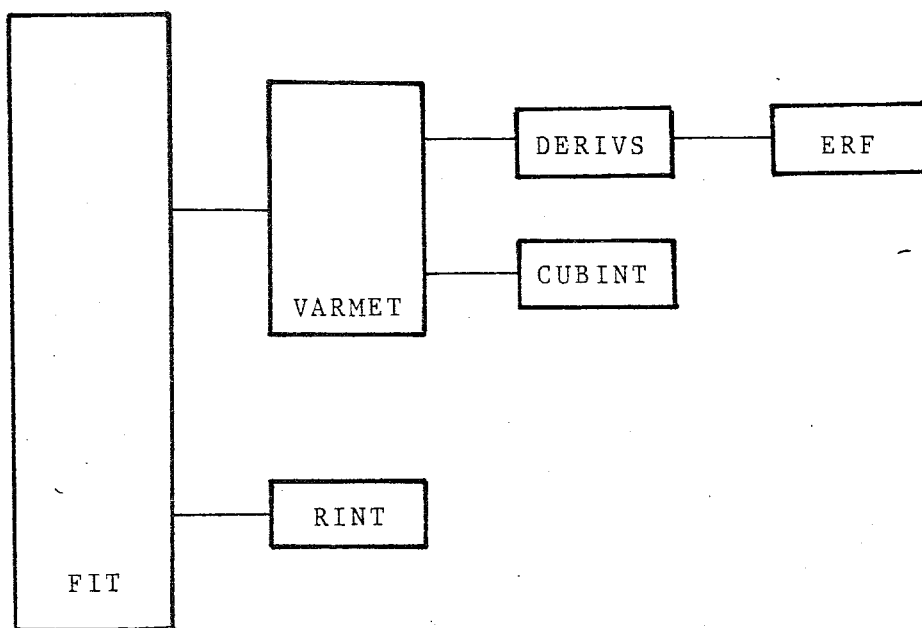 DERIVS
ERF
CUBINT
VARMET
RINT
FIT